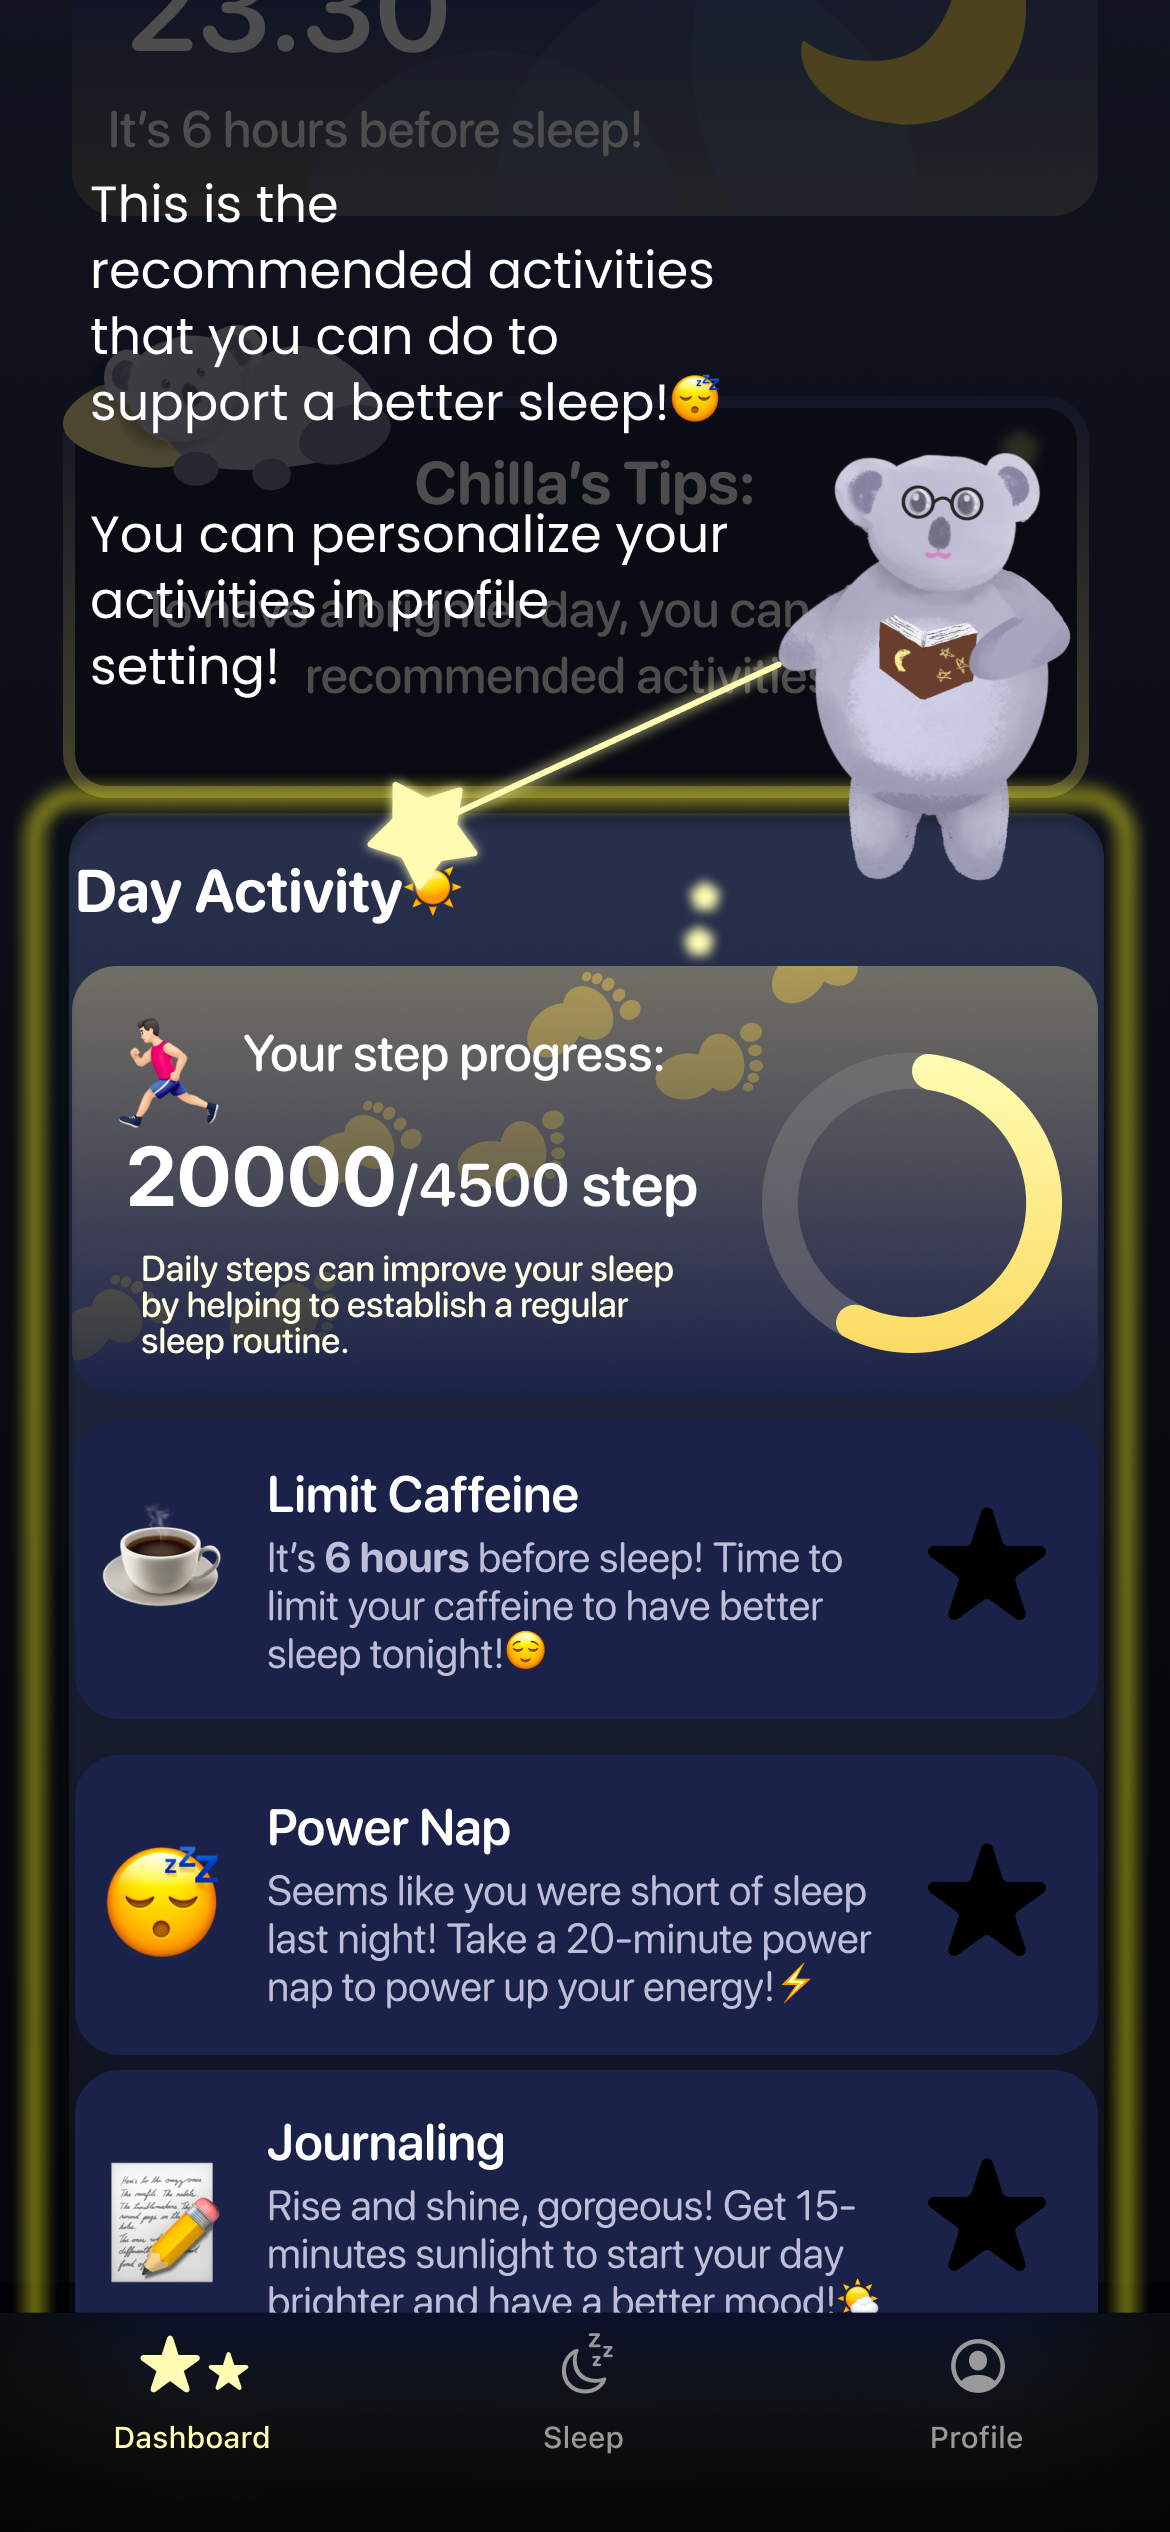 23.30
It's 6 hours before sleep!
This is the
recommended activities
that you can do to
support a better sleep!😴
Chilla's Tips:
You can personalize your
activities in profile
setting!
To have a brighter day, you can
recommended activities
Day Activity☀️
Your step progress:
20000/4500 step
Daily steps can improve your sleep
by helping to establish a regular
sleep routine.
Limit Caffeine
It's 6 hours before sleep! Time to
limit your caffeine to have better
sleep tonight!😌
Power Nap
Seems like you were short of sleep
last night! Take a 20-minute power
nap to power up your energy!⚡
Journaling
Rise and shine, gorgeous! Get 15-
minutes sunlight to start your day
brighter and have a better mood!🌤️
Dashboard
Sleep
Profile